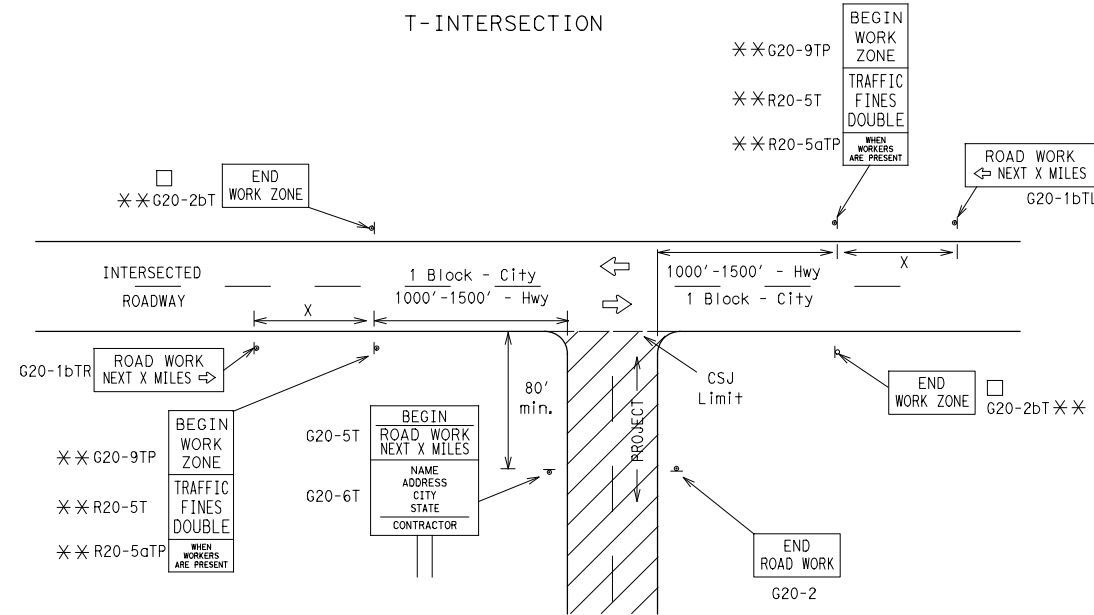 T-INTERSECTION
BEGIN
WORK
ZONE
✳✳G20-9TP
TRAFFIC
FINES
DOUBLE
✳✳R20-5T
WHEN
WORKERS
ARE PRESENT
✳✳R20-5aTP
ROAD WORK
⇦ NEXT X MILES
G20-1bTL
□
✳✳G20-2bT
END
WORK ZONE
INTERSECTED
ROADWAY
X
1 Block - City
1000'-1500' - Hwy
1000'-1500' - Hwy
1 Block - City
X
G20-1bTR
ROAD WORK
NEXT X MILES ⇨
80'
min.
CSJ
Limit
PROJECT
END
WORK ZONE
□
G20-2bT ✳✳
BEGIN
WORK
ZONE
✳✳ G20-9TP
TRAFFIC
FINES
DOUBLE
✳✳ R20-5T
WHEN
WORKERS
ARE PRESENT
✳✳ R20-5aTP
G20-5T
BEGIN
ROAD WORK
NEXT X MILES
G20-6T
NAME
ADDRESS
CITY
STATE
CONTRACTOR
END
ROAD WORK
G20-2